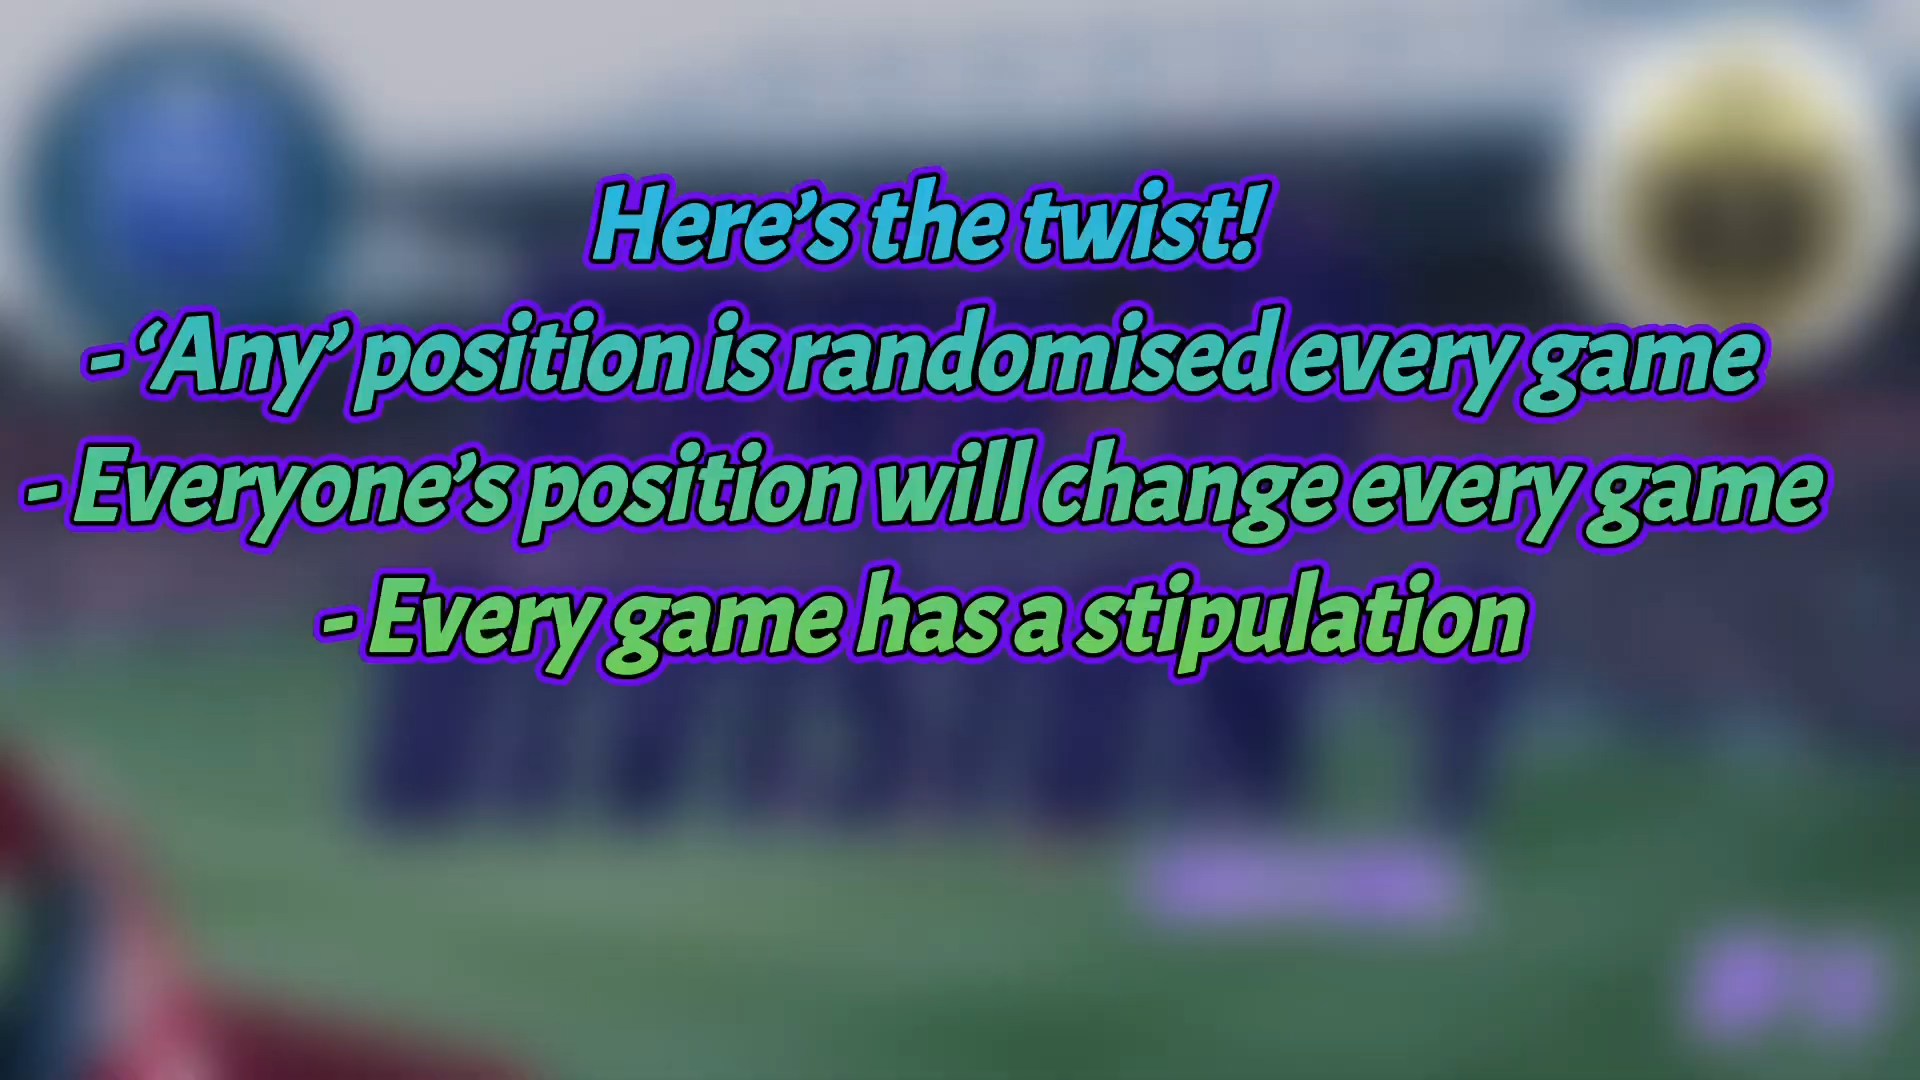 Here's the twist!
- ‘Any’ position is randomised every game
- Everyone’s position will change every game
- Every game has a stipulation